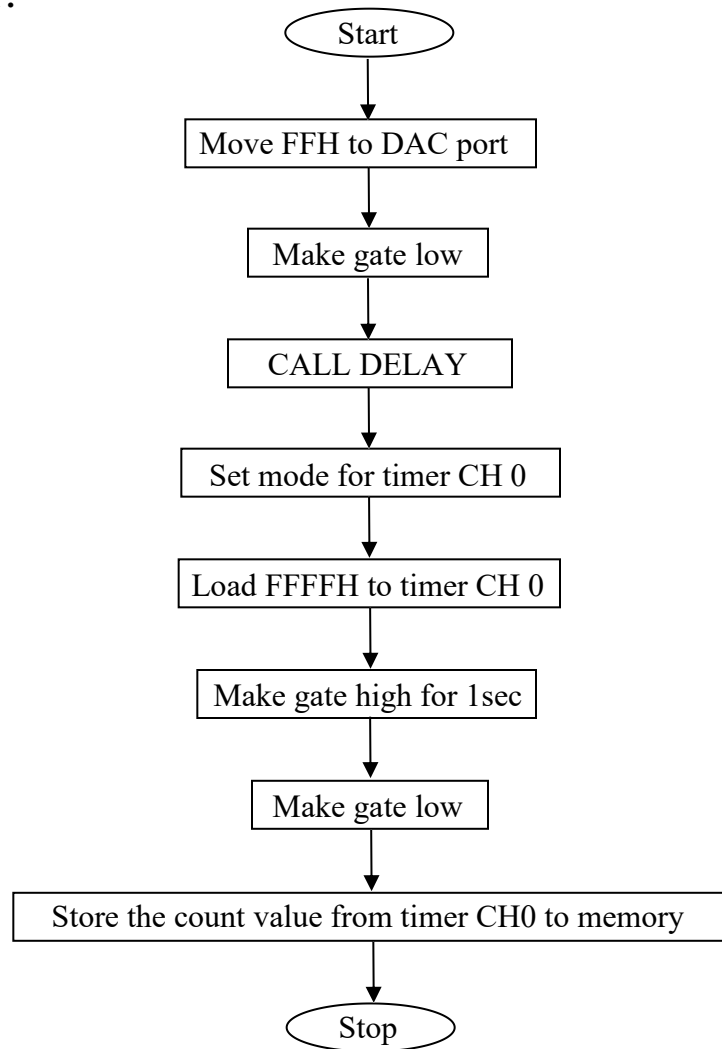 .
Start
Move FFH to DAC port
Make gate low
CALL DELAY
Set mode for timer CH 0
Load FFFFH to timer CH 0
Make gate high for 1sec
Make gate low
Store the count value from timer CH0 to memory
Stop